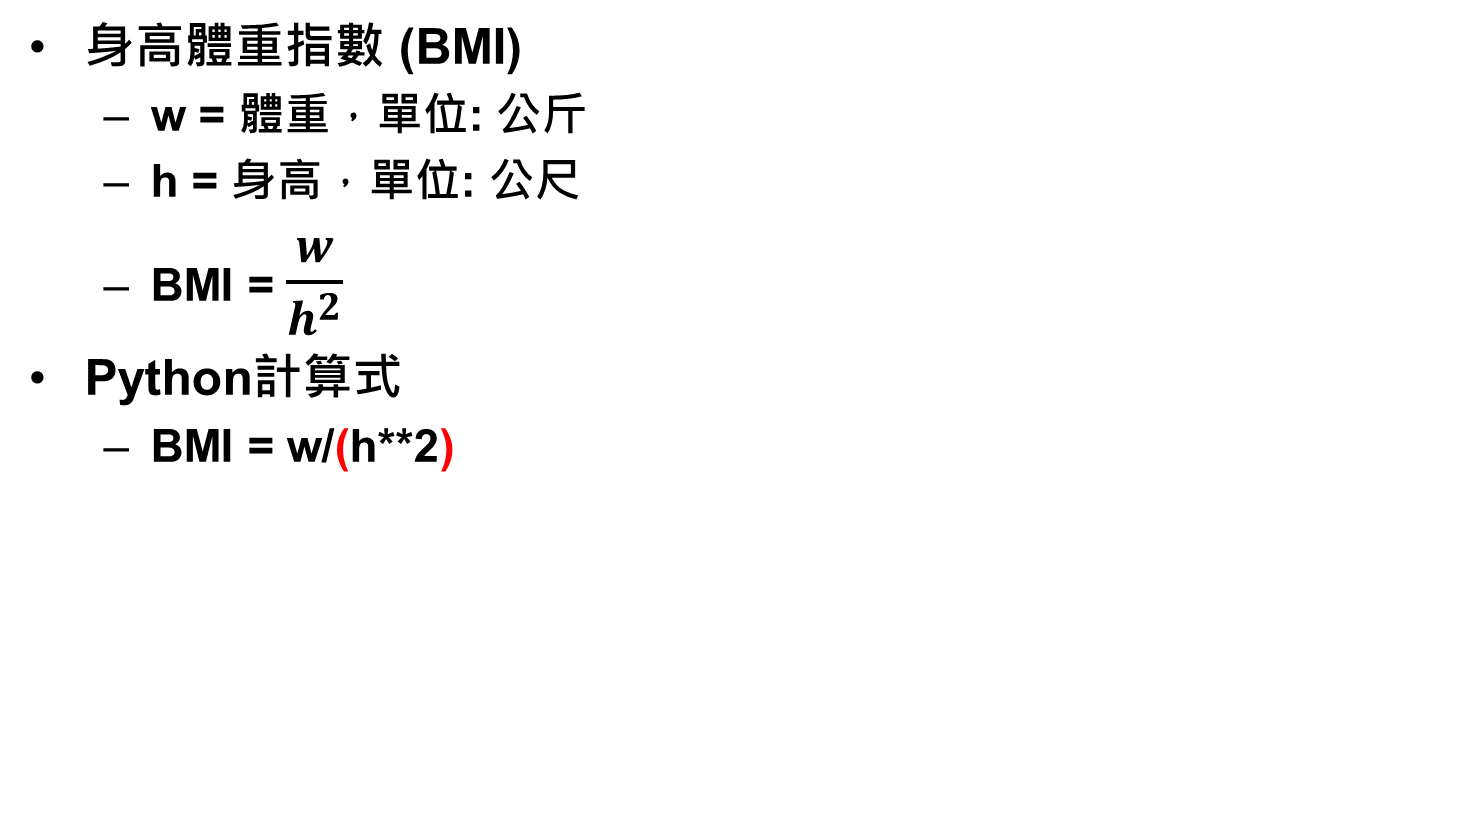 • 身高體重指數 (BMI)
– w = 體重，單位: 公斤
– h = 身高，單位: 公尺
– BMI = w/h²
• Python計算式
– BMI = w/(h**2)